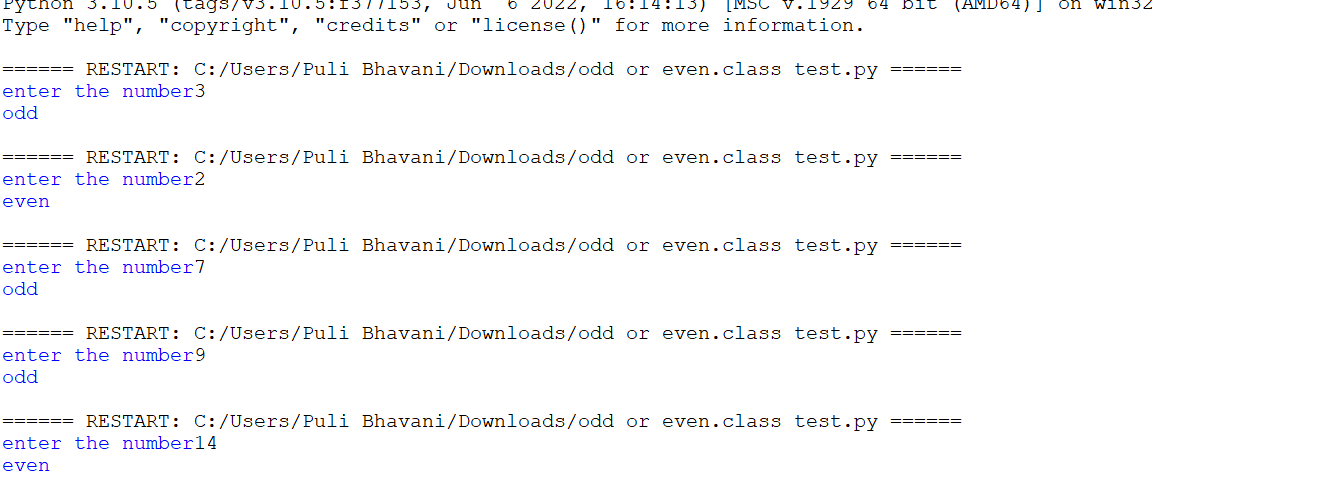 Python 3.10.5 (tags/v3.10.5:f377153, Jun  6 2022, 16:14:13) [MSC v.1929 64 bit (AMD64)] on win32
Type "help", "copyright", "credits" or "license()" for more information.
====== RESTART: C:/Users/Puli Bhavani/Downloads/odd or even.class test.py ======
enter the number3
odd
====== RESTART: C:/Users/Puli Bhavani/Downloads/odd or even.class test.py ======
enter the number2
even
====== RESTART: C:/Users/Puli Bhavani/Downloads/odd or even.class test.py ======
enter the number7
odd
====== RESTART: C:/Users/Puli Bhavani/Downloads/odd or even.class test.py ======
enter the number9
odd
====== RESTART: C:/Users/Puli Bhavani/Downloads/odd or even.class test.py ======
enter the number14
even